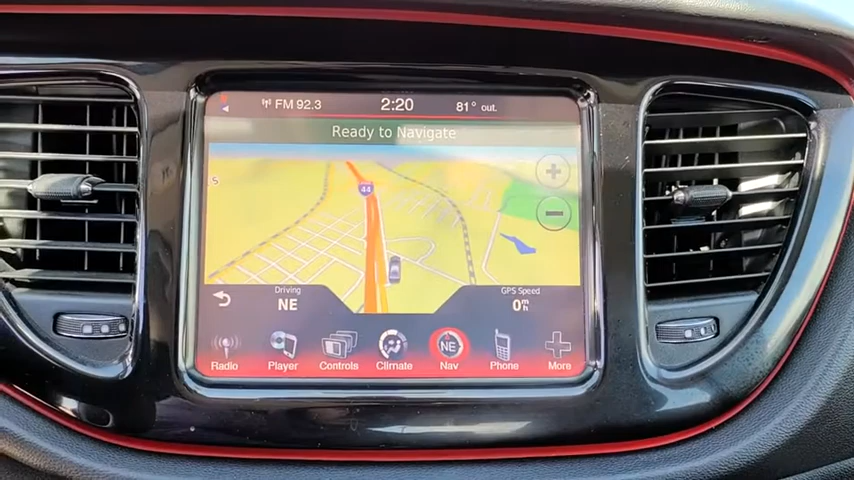 FM 92.3 2:20 81° out.
Ready to Navigate
5
44
Driving
NE
GPS Speed
0 m/h
NE
Radio Player Controls Climate Nav Phone More